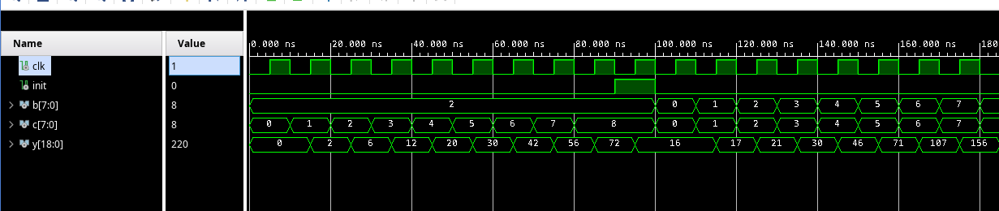 Name Value 0.000 ns 20.000 ns 40.000 ns 60.000 ns 80.000 ns 100.000 ns 120.000 ns 140.000 ns 160.000 ns 180
clk 1
init 0
b[7:0] 8 2 0 1 2 3 4 5 6 7
c[7:0] 8 0 1 2 3 4 5 6 7 8 0 1 2 3 4 5 6 7
y[18:0] 220 0 2 6 12 20 30 42 56 72 16 17 21 30 46 71 107 156